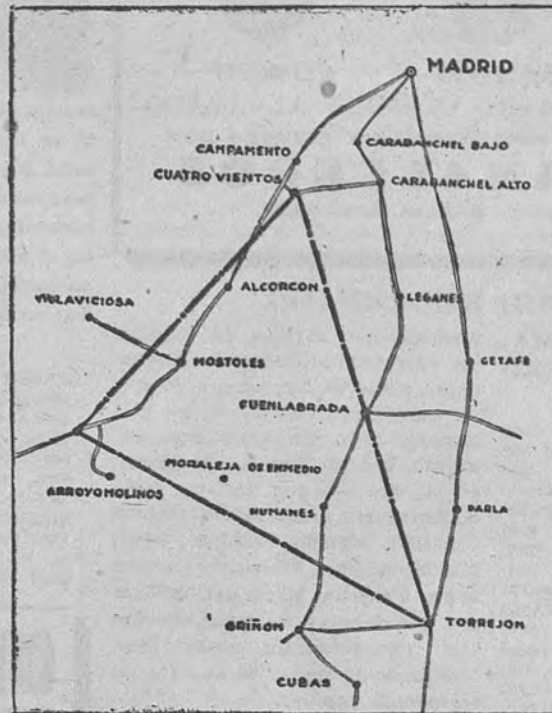 MADRID
CAMPAMENTO
CARABANCHEL BAJO
CUATRO VIENTOS
CARABANCHEL ALTO
ALCORCON
LEGANES
VILLAVICIOSA
MOSTOLES
GETAFE
FUENLABRADA
MORALEJA DE ENMEDIO
ARROYOMOLINOS
HUMANES
PARLA
GRIÑON
TORREJON
CUBAS